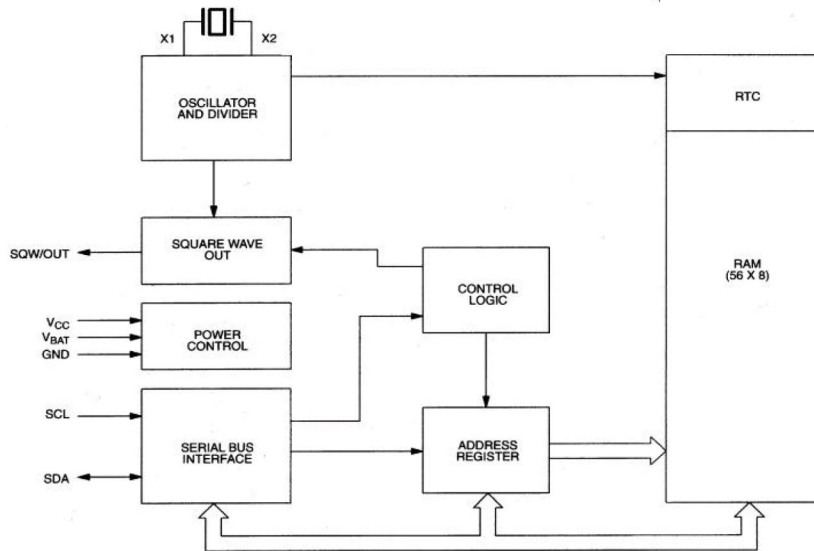 X1
X2
OSCILLATOR
AND DIVIDER
RTC
SQW/OUT
SQUARE WAVE
OUT
CONTROL
LOGIC
RAM
(56 X 8)
VCC
VBAT
GND
POWER
CONTROL
SCL
SDA
SERIAL BUS
INTERFACE
ADDRESS
REGISTER